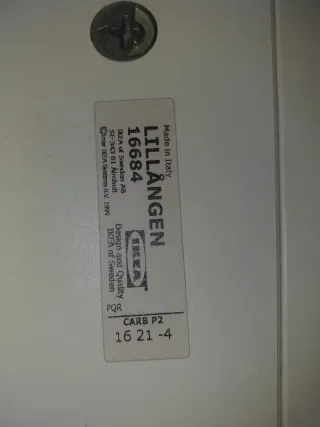 Made in Italy
LILLÅNGEN
16684
IKEA of Sweden AB
SE-343 81 Älmhult
©Inter IKEA Systems B.V. 1999
IKEA
Design and Quality
IKEA of Sweden
PQR
CARB P2
16 21 -4